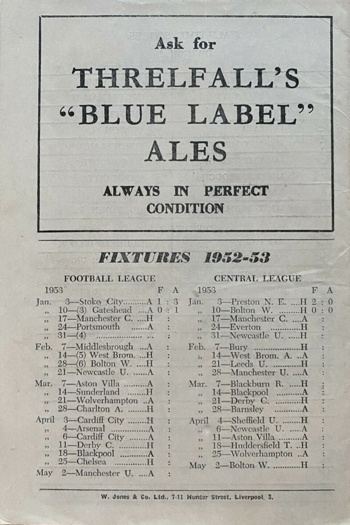 Ask for
THRELFALL'S
"BLUE LABEL"
ALES
ALWAYS IN PERFECT
CONDITION
FIXTURES 1952-53
FOOTBALL LEAGUE
1953 F A
Jan. 3—Stoke City........A 1 : 3
„ 10—(3) Gateshead ...A 0 : 1
„ 17—Manchester C. ......H :
„ 24—Portsmouth ......A :
„ 31—(4) ..................... :
Feb. 7—Middlesbrough ...A :
„ 14—(5) West Brom. ...H :
„ 28—(6) Bolton W. ......H :
„ 21—Newcastle U. ......A :
Mar. 7—Aston Villa .........A :
„ 14—Sunderland .........H :
„ 21—Wolverhampton ..A :
„ 28—Charlton A. .........H :
April 3—Cardiff City .........H :
„ 4—Arsenal ...............A :
„ 6—Cardiff City .........A :
„ 11—Derby C. ............H :
„ 18—Blackpool ............A :
„ 25—Chelsea ...............H :
May 2—Manchester U. ...A :
CENTRAL LEAGUE
1953 F A
Jan. 3—Preston N. E. ...H 2 : 0
„ 10—Bolton W. .........H 0 : 0
„ 17—Manchester C. ......A :
„ 24—Everton ...............H :
„ 31—Newcastle U. ......H :
Feb. 7—Bury ..................H :
„ 14—West Brom. A. ..A :
„ 21—Leeds U. ............H :
„ 28—Manchester U. ......A :
Mar. 7—Blackburn R. ......H :
„ 14—Blackpool ............A :
„ 21—Derby C. ............H :
„ 28—Barnsley ............A :
April 4—Sheffield U. .........H :
„ 6—Newcastle U. ......A :
„ 11—Aston Villa .........A :
„ 18—Huddersfield T. ..H :
„ 25—Wolverhampton ..A :
May 2—Bolton W. .........H :
W. Jones & Co. Ltd., 7-11 Hunter Street, Liverpool, 3.